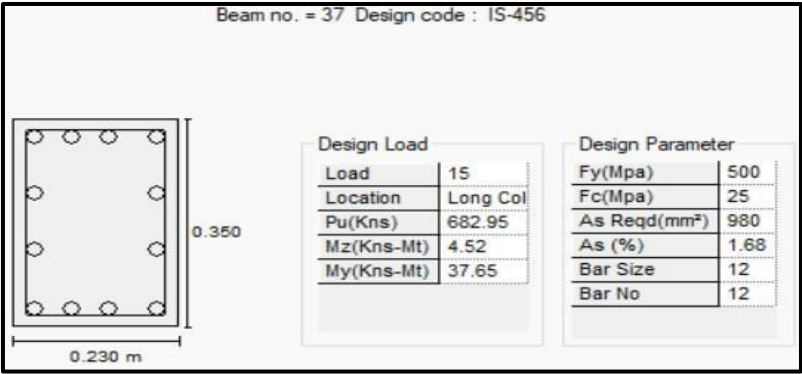 Beam no. = 37 Design code : IS-456
0.350
0.230 m
Design Load
Load 15
Location Long Col
Pu(Kns) 682.95
Mz(Kns-Mt) 4.52
My(Kns-Mt) 37.65
Design Parameter
Fy(Mpa) 500
Fc(Mpa) 25
As Reqd(mm²) 980
As (%) 1.68
Bar Size 12
Bar No 12